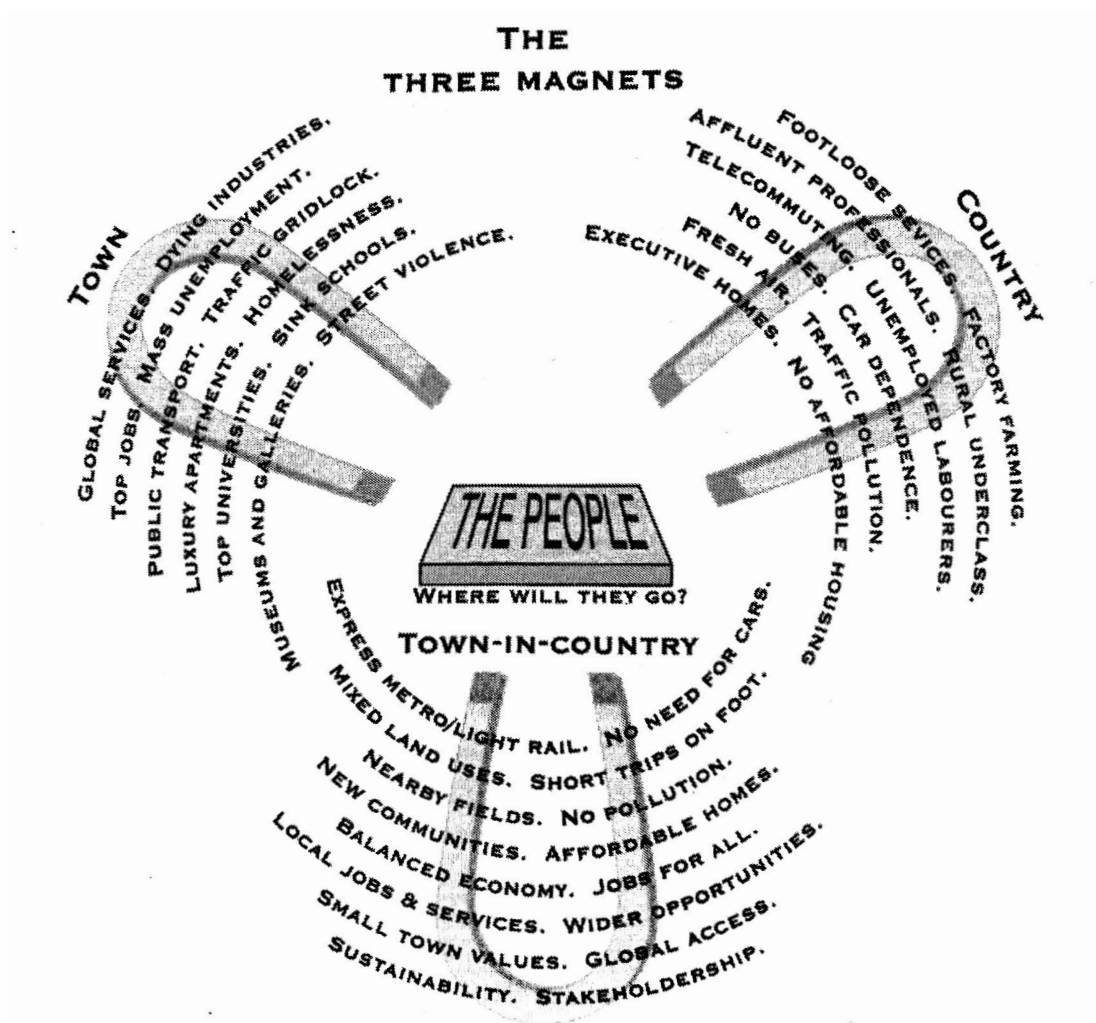 THE
THREE MAGNETS
TOWN
GLOBAL SERVICES. DYING INDUSTRIES.
TOP JOBS. MASS UNEMPLOYMENT.
PUBLIC TRANSPORT. TRAFFIC GRIDLOCK.
LUXURY APARTMENTS. HOMELESSNESS.
TOP UNIVERSITIES. SINK SCHOOLS.
MUSEUMS AND GALLERIES. STREET VIOLENCE.
COUNTRY
FOOTLOOSE SEVICES. FACTORY FARMING.
AFFLUENT PROFESSIONALS. RURAL UNDERCLASS.
TELECOMMUTING. UNEMPLOYED LABOURERS.
NO BUSES. CAR DEPENDENCE.
FRESH AIR. TRAFFIC POLLUTION.
EXECUTIVE HOMES. NO AFFORDABLE HOUSING
THE PEOPLE
WHERE WILL THEY GO?
TOWN-IN-COUNTRY
EXPRESS METRO/LIGHT RAIL. NO NEED FOR CARS.
MIXED LAND USES. SHORT TRIPS ON FOOT.
NEARBY FIELDS. NO POLLUTION.
NEW COMMUNITIES. AFFORDABLE HOMES.
BALANCED ECONOMY. JOBS FOR ALL.
LOCAL JOBS & SERVICES. WIDER OPPORTUNITIES.
SMALL TOWN VALUES. GLOBAL ACCESS.
SUSTAINABILITY. STAKEHOLDERSHIP.